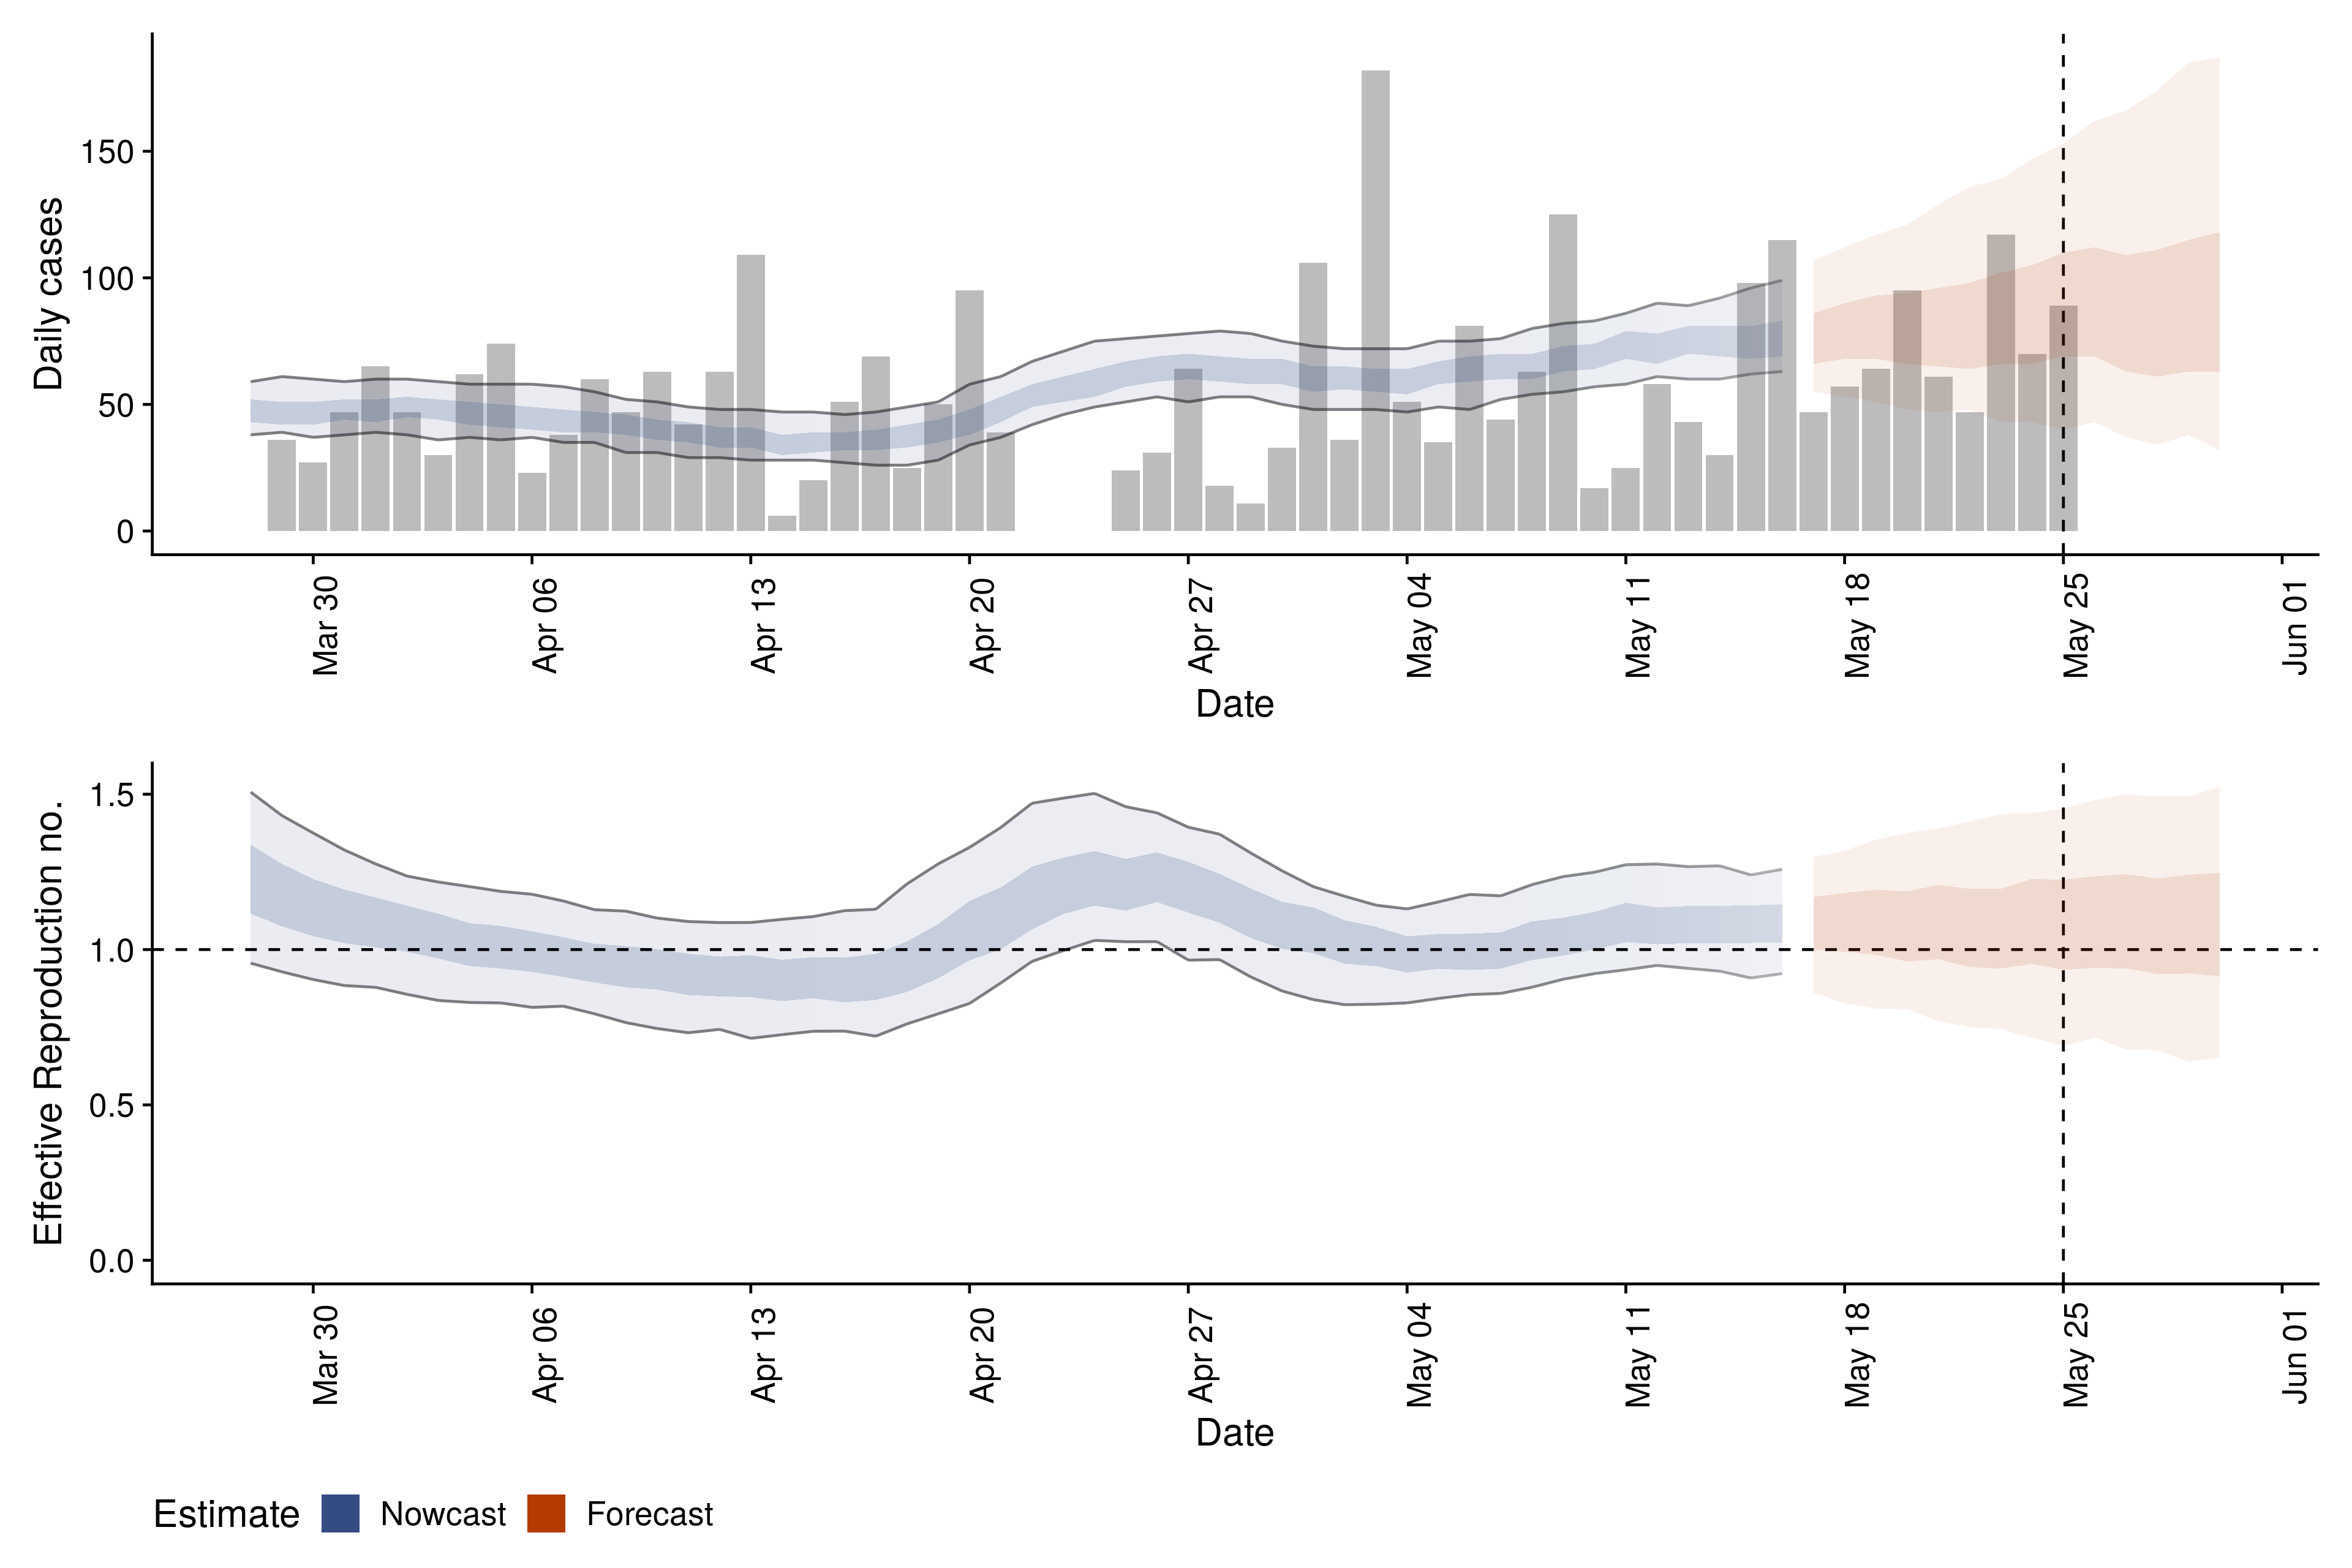 Daily cases
150
100
50
0
Mar 30
Apr 06
Apr 13
Apr 20
Apr 27
May 04
May 11
May 18
May 25
Jun 01
Date
Effective Reproduction no.
1.5
1.0
0.5
0.0
Mar 30
Apr 06
Apr 13
Apr 20
Apr 27
May 04
May 11
May 18
May 25
Jun 01
Date
Estimate Nowcast Forecast